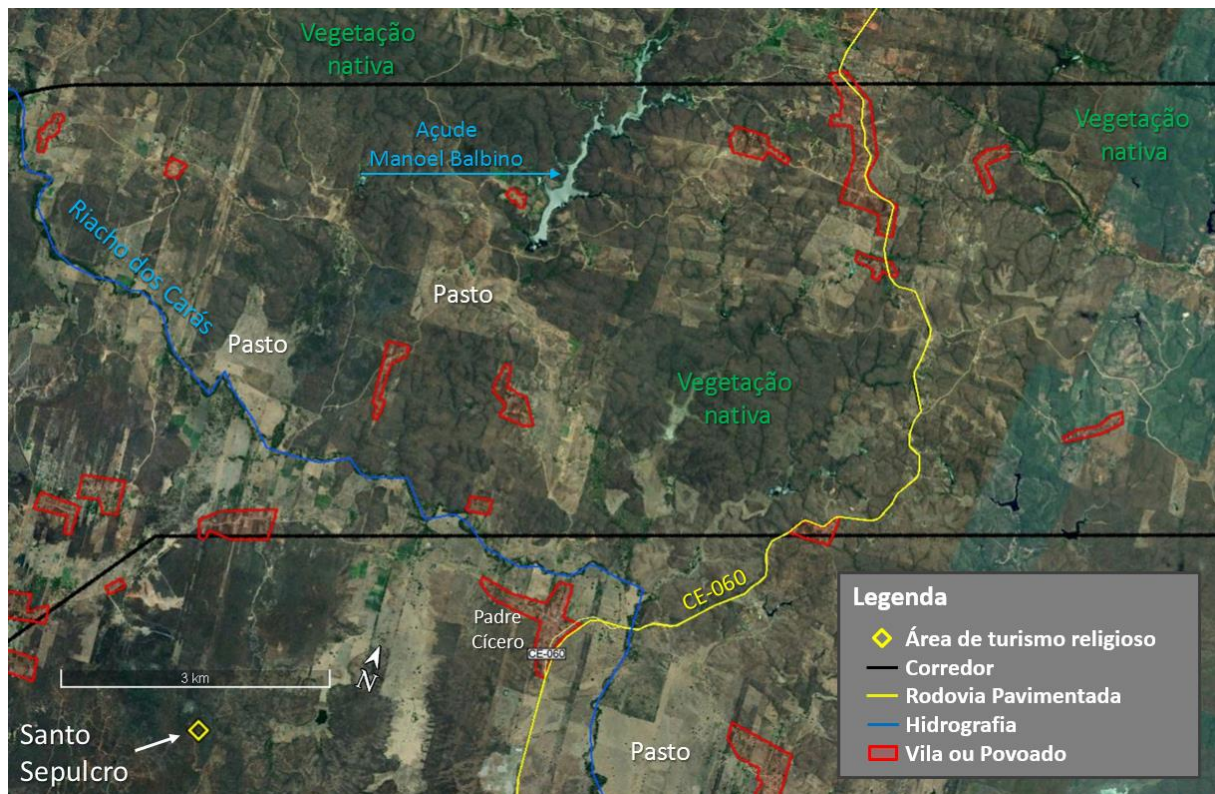 Vegetação
nativa
Açude
Manoel Balbino
Vegetação
nativa
Riacho dos Carás
Pasto
Pasto
Vegetação
nativa
CE-060
Padre
Cícero
CE-060
3 km
N
Santo
Sepulcro
Pasto
Legenda
Área de turismo religioso
Corredor
Rodovia Pavimentada
Hidrografia
Vila ou Povoado